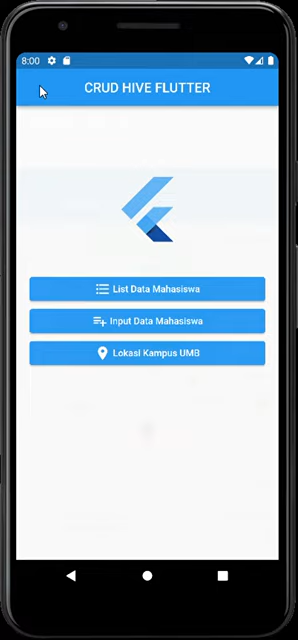 8:00
CRUD HIVE FLUTTER
List Data Mahasiswa
Input Data Mahasiswa
Lokasi Kampus UMB